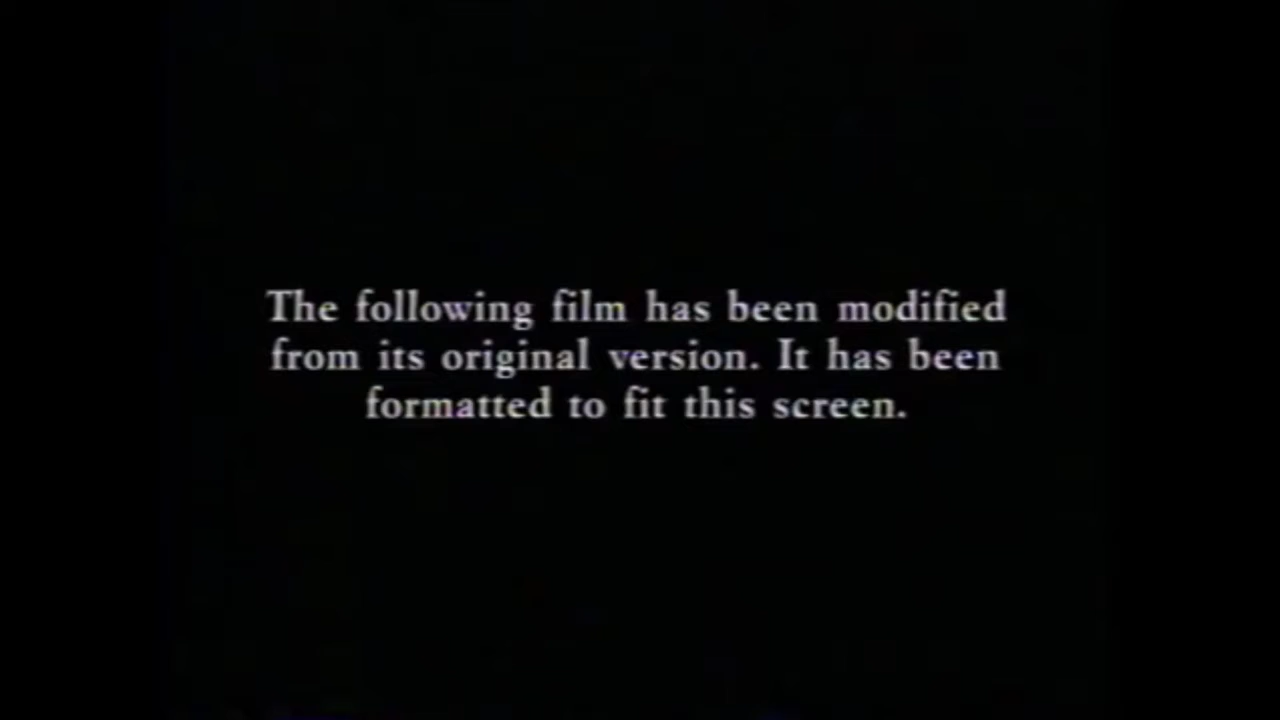 The following film has been modified
from its original version. It has been
formatted to fit this screen.